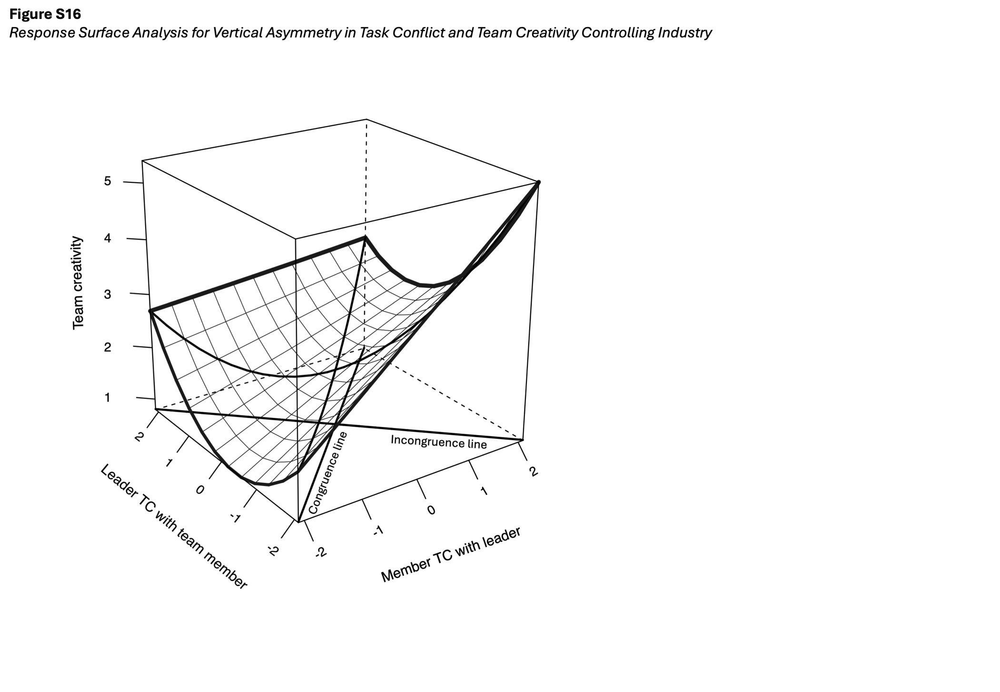 Figure S16
Response Surface Analysis for Vertical Asymmetry in Task Conflict and Team Creativity Controlling Industry
5
4
3
2
1
Team creativity
2
1
0
-1
-2
Leader TC with team member
-2
-1
0
1
2
Member TC with leader
Incongruence line
Congruence line